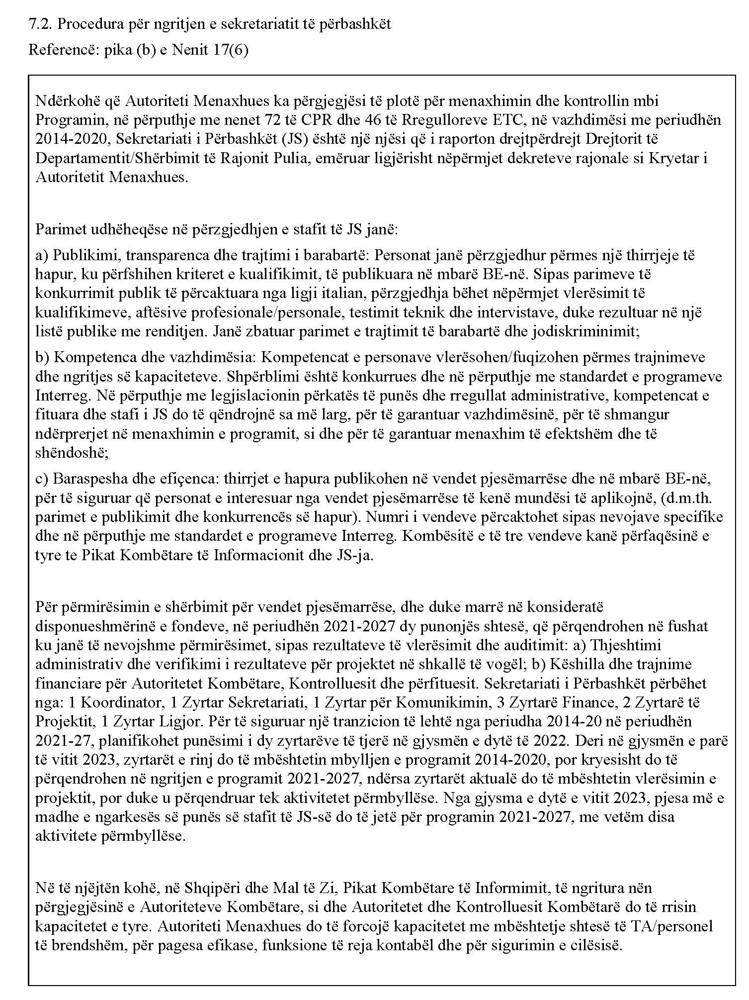 7.2. Procedura për ngritjen e sekretariatit të përbashkët
Referencë: pika (b) e Nenit 17(6)
Ndërkohë që Autoriteti Menaxhues ka përgjegjësi të plotë për menaxhimin dhe kontrollin mbi
Programin, në përputhje me nenet 72 të CPR dhe 46 të Rregulloreve ETC, në vazhdimësi me periudhën
2014-2020, Sekretariati i Përbashkët (JS) është një njësi që i raporton drejtpërdrejt Drejtorit të
Departamentit/Shërbimit të Rajonit Pulia, emëruar ligjërisht nëpërmjet dekreteve rajonale si Kryetar i
Autoritetit Menaxhues.
Parimet udhëheqëse në përzgjedhjen e stafit të JS janë:
a) Publikimi, transparenca dhe trajtimi i barabartë: Personat janë përzgjedhur përmes një thirrjeje të
hapur, ku përfshihen kriteret e kualifikimit, të publikuara në mbarë BE-në. Sipas parimeve të
konkurrimit publik të përcaktuara nga ligji italian, përzgjedhja bëhet nëpërmjet vlerësimit të
kualifikimeve, aftësive profesionale/personale, testimit teknik dhe intervistave, duke rezultuar në një
listë publike me renditjen. Janë zbatuar parimet e trajtimit të barabartë dhe jodiskriminimit;
b) Kompetenca dhe vazhdimësia: Kompetencat e personave vlerësohen/fuqizohen përmes trajnimeve
dhe ngritjes së kapaciteteve. Shpërblimi është konkurrues dhe në përputhje me standardet e programeve
Interreg. Në përputhje me legjislacionin përkatës të punës dhe rregullat administrative, kompetencat e
fituara dhe stafi i JS do të qëndrojnë sa më larg, për të garantuar vazhdimësinë, për të shmangur
ndërprerjet në menaxhimin e programit, si dhe për të garantuar menaxhim të efektshëm dhe të
shëndoshë;
c) Baraspesha dhe efiçenca: thirrjet e hapura publikohen në vendet pjesëmarrëse dhe në mbarë BE-në,
për të siguruar që personat e interesuar nga vendet pjesëmarrëse të kenë mundësi të aplikojnë, (d.m.th.
parimet e publikimit dhe konkurrencës së hapur). Numri i vendeve përcaktohet sipas nevojave specifike
dhe në përputhje me standardet e programeve Interreg. Kombësitë e të tre vendeve kanë përfaqësinë e
tyre te Pikat Kombëtare të Informacionit dhe JS-ja.
Për përmirësimin e shërbimit për vendet pjesëmarrëse, dhe duke marrë në konsideratë
disponueshmërinë e fondeve, në periudhën 2021-2027 dy punonjës shtesë, që përqendrohen në fushat
ku janë të nevojshme përmirësimet, sipas rezultateve të vlerësimit dhe auditimit: a) Thjeshtimi
administrativ dhe verifikimi i rezultateve për projektet në shkallë të vogël; b) Këshilla dhe trajnime
financiare për Autoritetet Kombëtare, Kontrolluesit dhe përfituesit. Sekretariati i Përbashkët përbëhet
nga: 1 Koordinator, 1 Zyrtar Sekretariati, 1 Zyrtar për Komunikimin, 3 Zyrtarë Finance, 2 Zyrtarë të
Projektit, 1 Zyrtar Ligjor. Për të siguruar një tranzicion të lehtë nga periudha 2014-20 në periudhën
2021-27, planifikohet punësimi i dy zyrtarëve të tjerë në gjysmën e dytë të 2022. Deri në gjysmën e parë
të vitit 2023, zyrtarët e rinj do të mbështetin mbylljen e programit 2014-2020, por kryesisht do të
përqendrohen në ngritjen e programit 2021-2027, ndërsa zyrtarët aktualë do të mbështetin vlerësimin e
projektit, por duke u përqendruar tek aktivitetet përmbyllëse. Nga gjysma e dytë e vitit 2023, pjesa më e
madhe e ngarkesës së punës së stafit të JS-së do të jetë për programin 2021-2027, me vetëm disa
aktivitete përmbyllëse.
Në të njëjtën kohë, në Shqipëri dhe Mal të Zi, Pikat Kombëtare të Informimit, të ngritura nën
përgjegjësinë e Autoriteteve Kombëtare, si dhe Autoritetet dhe Kontrolluesit Kombëtarë do të rrisin
kapacitetet e tyre. Autoriteti Menaxhues do të forcojë kapacitetet me mbështetje shtesë të TA/personel
të brendshëm, për pagesa efikase, funksione të reja kontabël dhe për sigurimin e cilësisë.